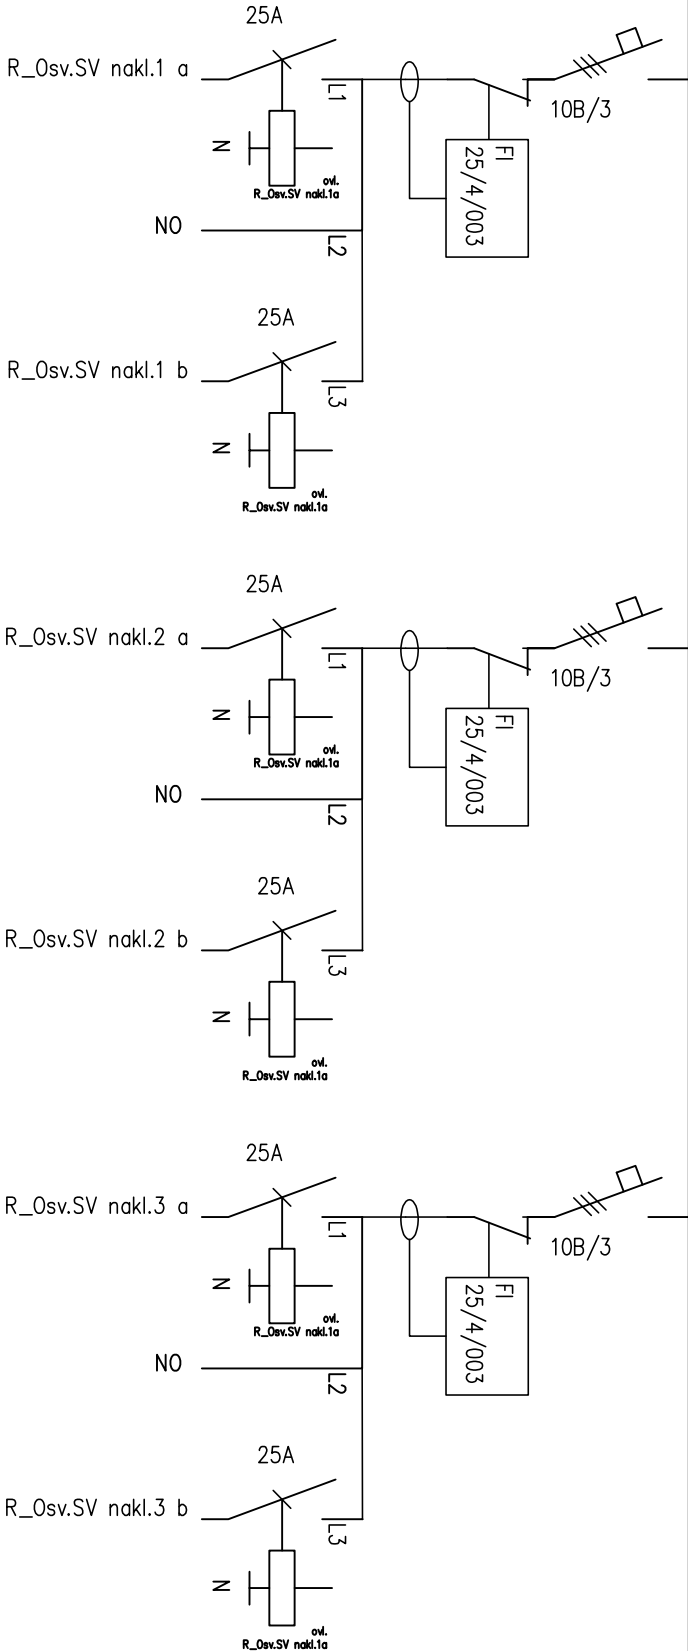 25A
R_Osv.SV nakl.1 a
L1
10B/3
N
FI
25/4/003
ovl.
R_Osv.SV nakl.1a
NO
L2
25A
R_Osv.SV nakl.1 b
L3
N
ovl.
R_Osv.SV nakl.1a
25A
R_Osv.SV nakl.2 a
L1
10B/3
N
FI
25/4/003
ovl.
R_Osv.SV nakl.1a
NO
L2
25A
R_Osv.SV nakl.2 b
L3
N
ovl.
R_Osv.SV nakl.1a
25A
R_Osv.SV nakl.3 a
L1
10B/3
N
FI
25/4/003
ovl.
R_Osv.SV nakl.1a
NO
L2
25A
R_Osv.SV nakl.3 b
L3
N
ovl.
R_Osv.SV nakl.1a